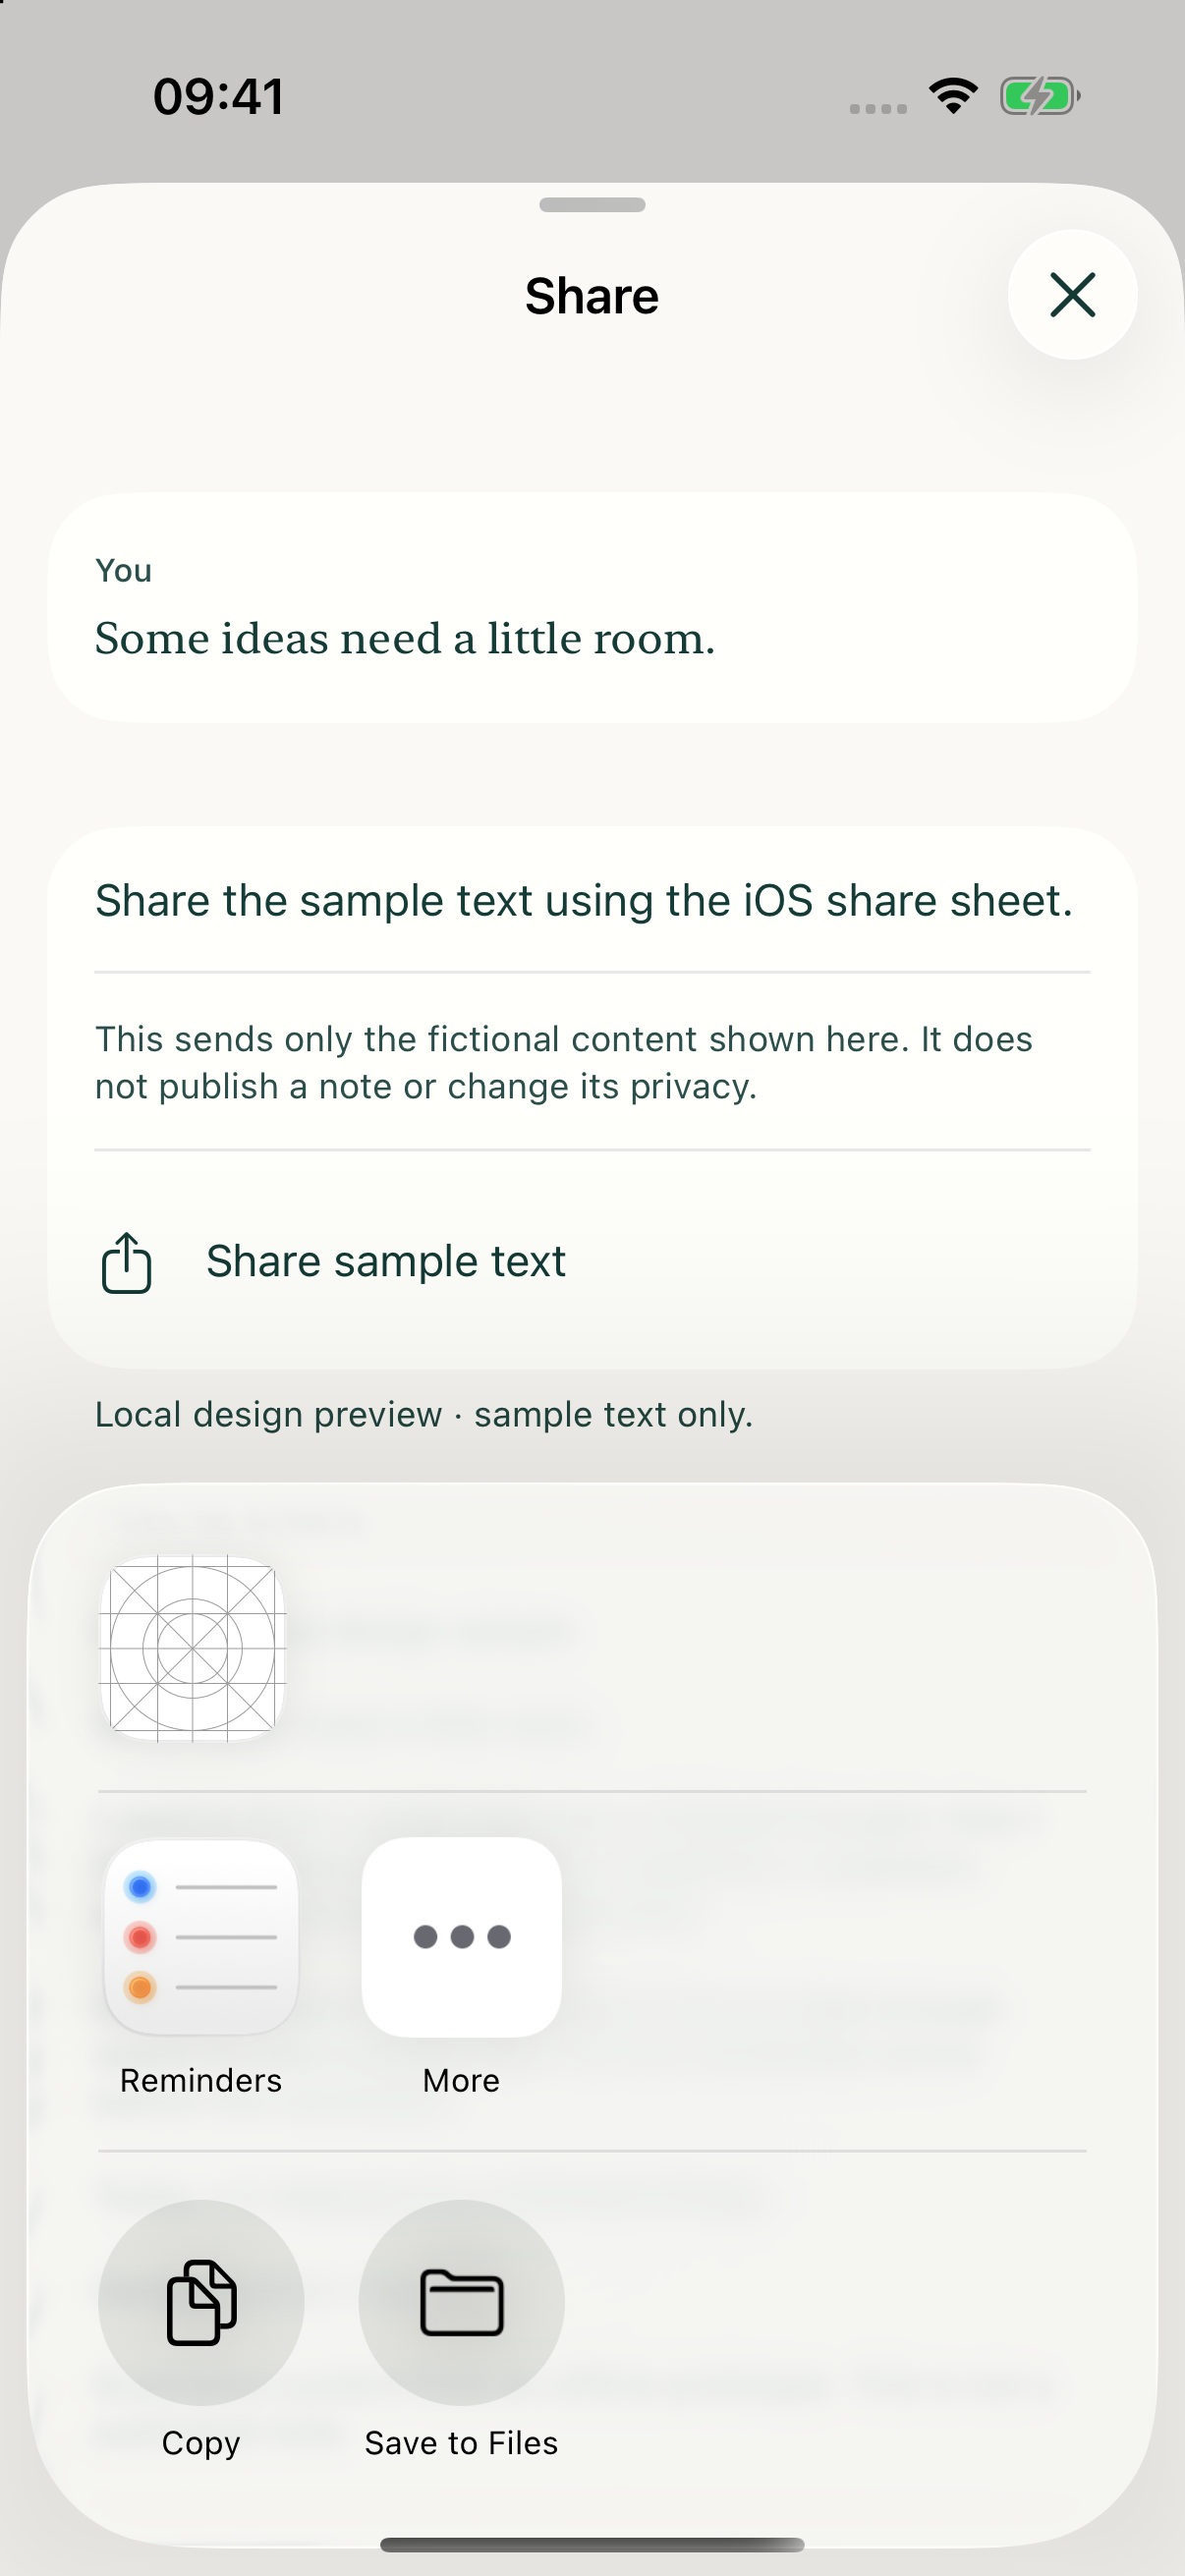 09:41
Share
You
Some ideas need a little room.
Share the sample text using the iOS share sheet.
This sends only the fictional content shown here. It does
not publish a note or change its privacy.
Share sample text
Local design preview · sample text only.
Reminders
More
Copy
Save to Files